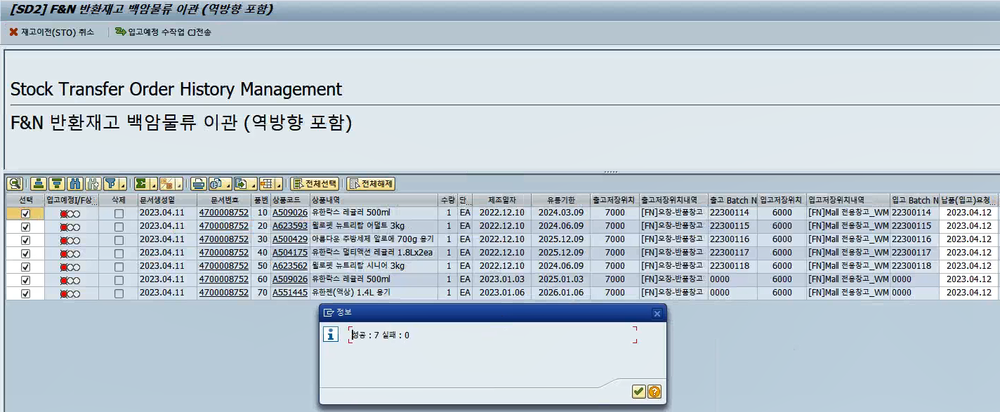 [SD2] F&N 반환재고 백암물류 이관 (역방향 포함)
재고이전(STO) 취소 입고예정 수작업 CJ전송
Stock Transfer Order History Management
F&N 반환재고 백암물류 이관 (역방향 포함)
전체선택 전체해제
선택 입고예정I/F상... 삭제 문서생성일 문서번호 품번 상품코드 상품내역 수량 단... 제조일자 유통기한 출고저장위치 출고저장위치내역 출고 Batch N 입고저장위치 입고저장위치내역 입고 Batch N 납품(입고)요청...
2023.04.11 4700008752 10 A509026 유한락스 레귤러 500ml 1 EA 2022.12.10 2024.03.09 7000 [FN]오창-반품창고 22300114 6000 [FN]Mall 전용창고_WM 22300114 2023.04.12
2023.04.11 4700008752 20 A623593 웰로펫 뉴트리탑 어덜트 3kg 1 EA 2022.12.10 2024.06.09 7000 [FN]오창-반품창고 22300115 6000 [FN]Mall 전용창고_WM 22300115 2023.04.12
2023.04.11 4700008752 30 A500429 아름다운 주방세제 알로에 700g 용기 1 EA 2022.12.10 2025.12.09 7000 [FN]오창-반품창고 22300116 6000 [FN]Mall 전용창고_WM 22300116 2023.04.12
2023.04.11 4700008752 40 A504175 유한락스 멀티액션 레귤러 1.8Lx2ea 1 EA 2022.12.10 2025.12.09 7000 [FN]오창-반품창고 22300117 6000 [FN]Mall 전용창고_WM 22300117 2023.04.12
2023.04.11 4700008752 50 A623562 웰로펫 뉴트리탑 시니어 3kg 1 EA 2022.12.10 2024.06.09 7000 [FN]오창-반품창고 22300118 6000 [FN]Mall 전용창고_WM 22300118 2023.04.12
2023.04.11 4700008752 60 A509026 유한락스 레귤러 500ml 1 EA 2023.01.03 2025.01.03 7000 [FN]오창-반품창고 0000 6000 [FN]Mall 전용창고_WM 0000 2023.04.12
2023.04.11 4700008752 70 A551445 유한젠(액상) 1.4L 용기 1 EA 2023.01.06 2026.01.06 7000 [FN]오창-반품창고 0000 6000 [FN]Mall 전용창고_WM 0000 2023.04.12
정보
성공 : 7 실패 : 0